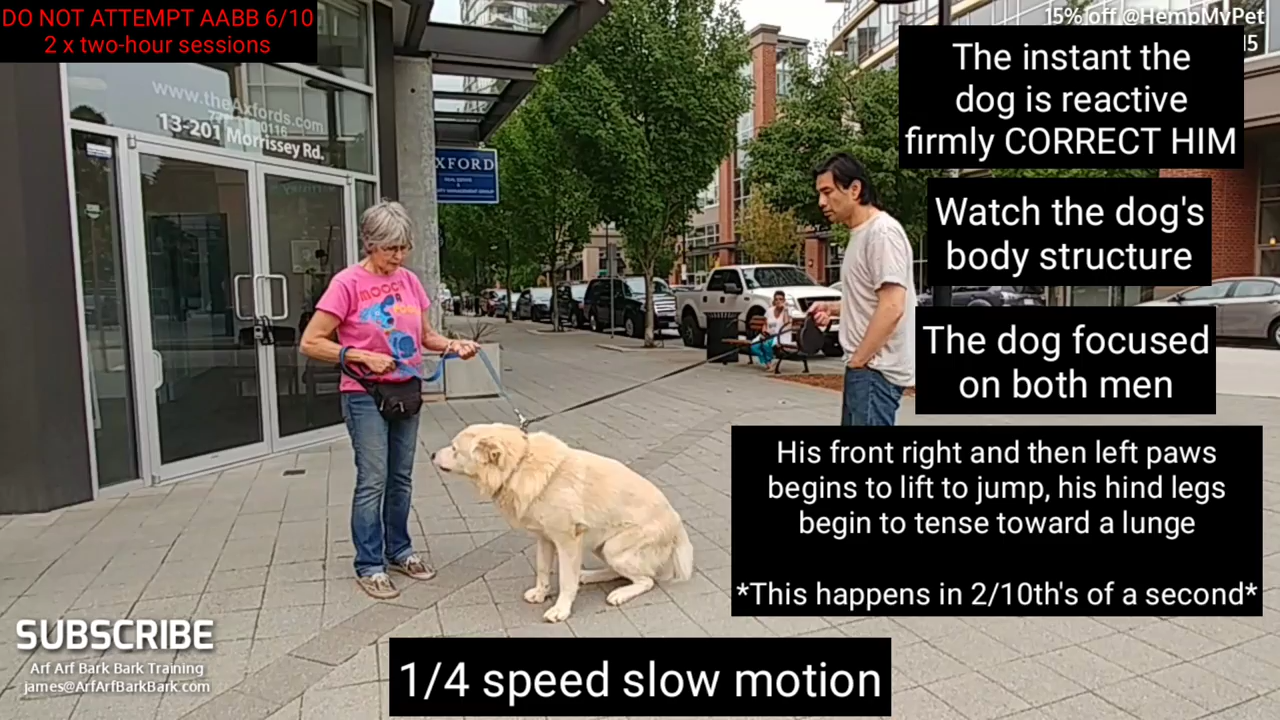 DO NOT ATTEMPT AABB 6/10
2 x two-hour sessions
15% off @HempMyPet
The instant the
dog is reactive
firmly CORRECT HIM
Watch the dog's
body structure
The dog focused
on both men
His front right and then left paws
begins to lift to jump, his hind legs
begin to tense toward a lunge
*This happens in 2/10th's of a second*
1/4 speed slow motion
www.theAxfords.com
13-201 Morrissey Rd.
XFORD
SUBSCRIBE
Arf Arf Bark Bark Training
james@ArfArfBarkBark.com